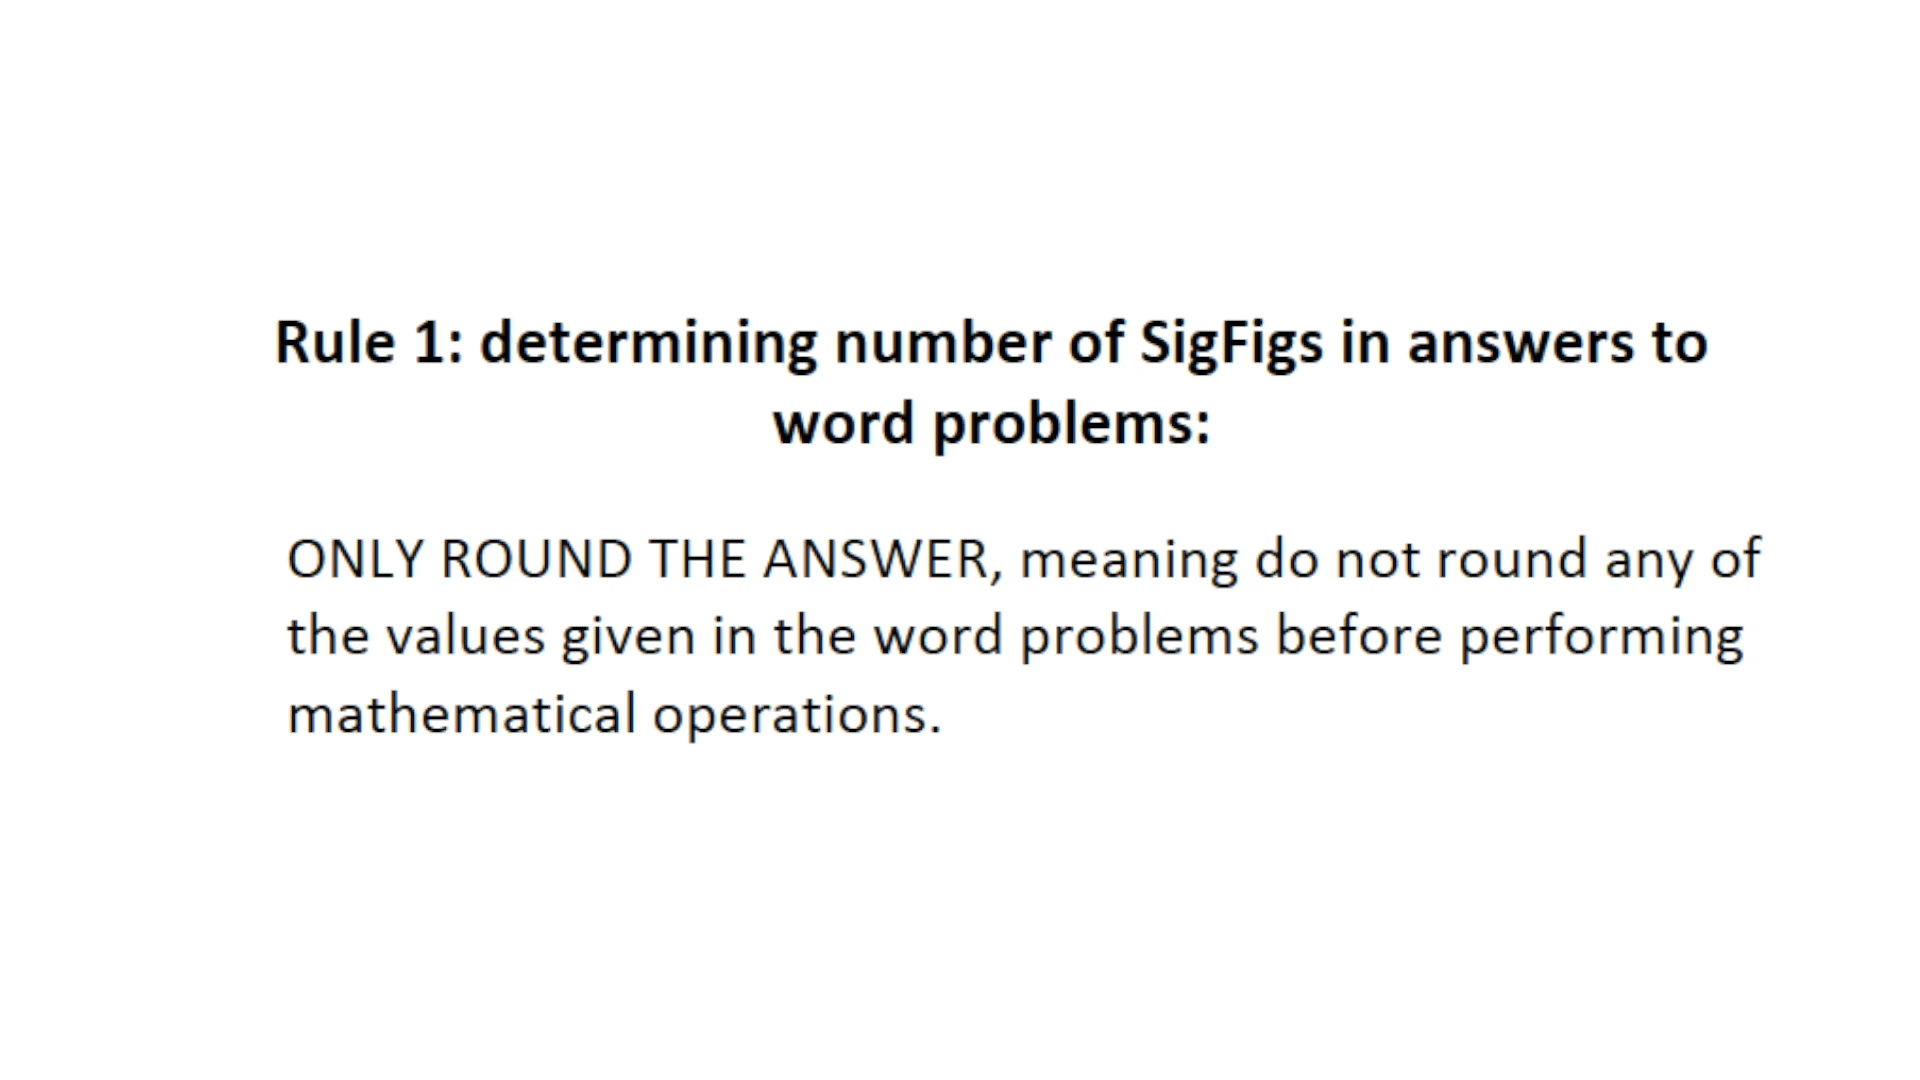 Rule 1: determining number of SigFigs in answers to
word problems:
ONLY ROUND THE ANSWER, meaning do not round any of
the values given in the word problems before performing
mathematical operations.